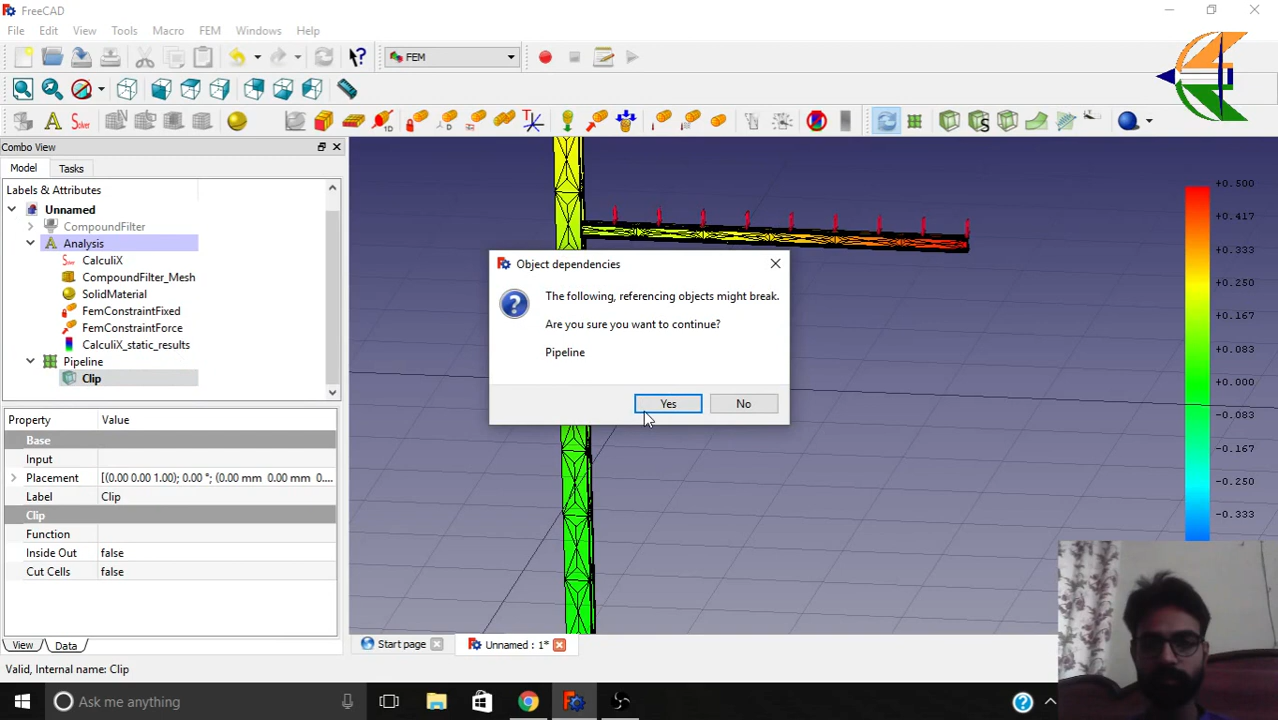 FreeCAD
File Edit View Tools Macro FEM Windows Help
FEM
Combo View
Model Tasks
Labels & Attributes
Unnamed
CompoundFilter
Analysis
CalculiX
CompoundFilter_Mesh
SolidMaterial
FemConstraintFixed
FemConstraintForce
CalculiX_static_results
Pipeline
Clip
Property Value
Base
Input
Placement [(0.00 0.00 1.00); 0.00 °; (0.00 mm 0.00 mm 0....
Label Clip
Clip
Function
Inside Out false
Cut Cells false
View Data
Object dependencies
The following, referencing objects might break.
Are you sure you want to continue?
Pipeline
Yes No
+0.500
+0.417
+0.333
+0.250
+0.167
+0.083
+0.000
-0.083
-0.167
-0.250
-0.333
Start page Unnamed : 1*
Valid, Internal name: Clip
Ask me anything